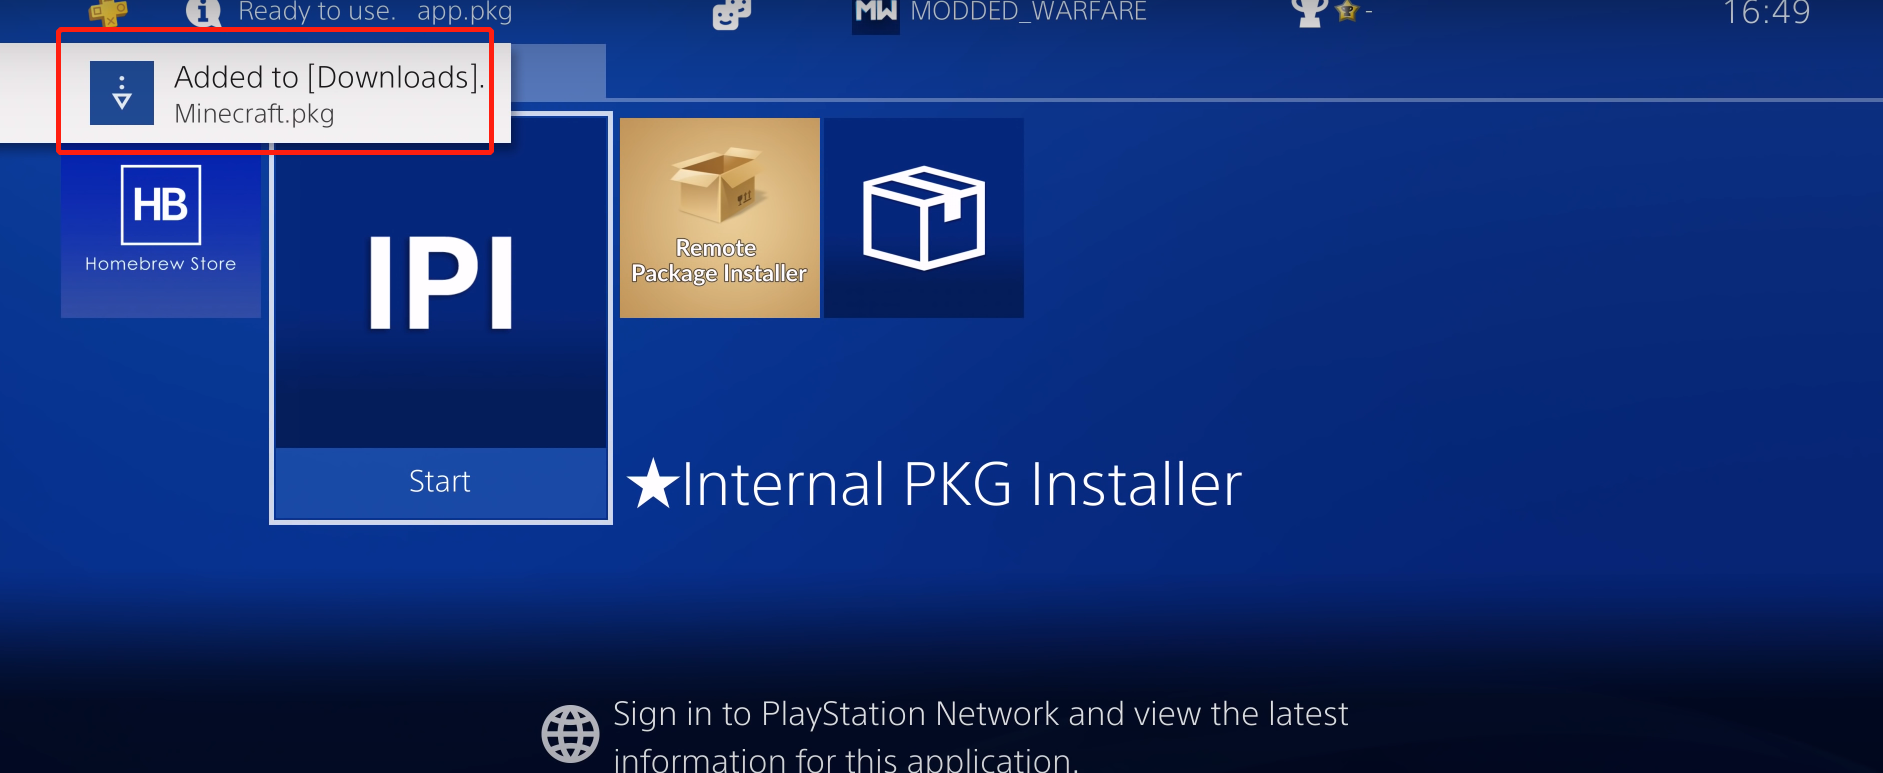 Ready to use. app.pkg
MW MODDED_WARFARE
-
16:49
Added to [Downloads].
Minecraft.pkg
HB
Homebrew Store
IPI
Start
Remote
Package Installer
★Internal PKG Installer
Sign in to PlayStation Network and view the latest
information for this application.